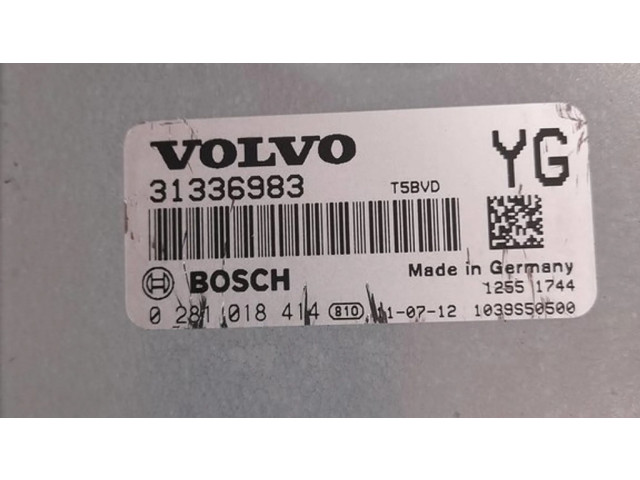 VOLVO
YG
31336983 T5BVD
BOSCH
Made in Germany
1255 1744
0 281 018 414 810 1-07-12 1039S50500